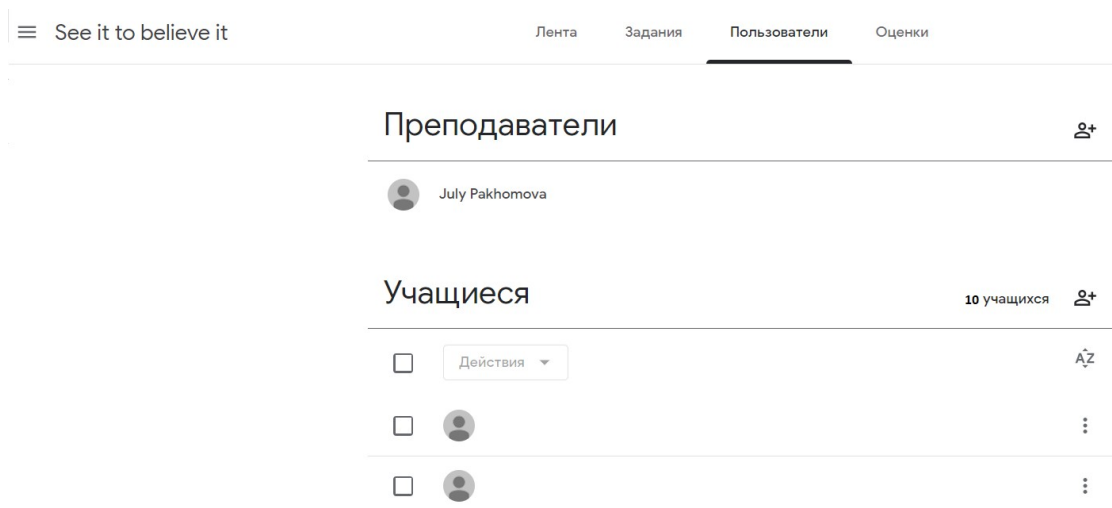 See it to believe it
Лента Задания Пользователи Оценки
Преподаватели
July Pakhomova
Учащиеся
10 учащихся
Действия
AZ